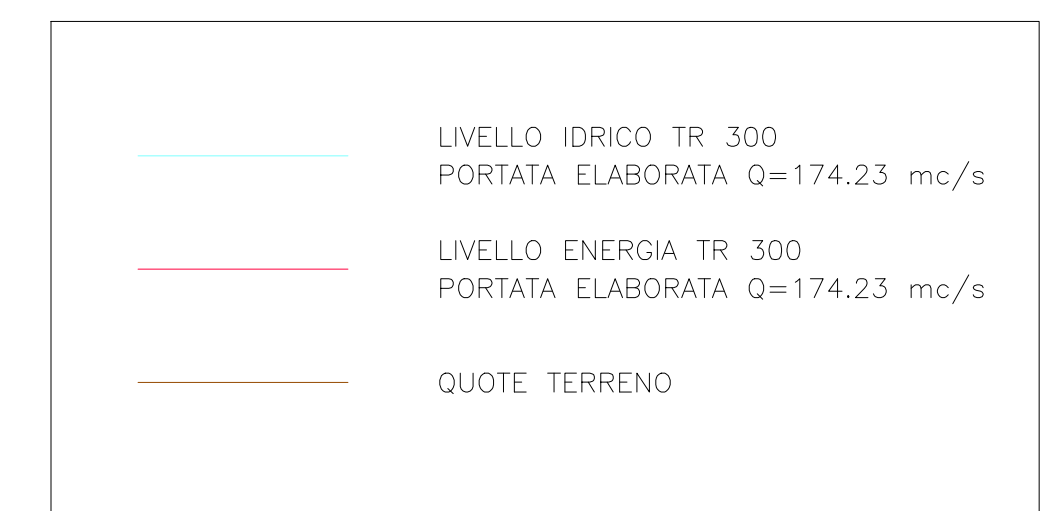 LIVELLO IDRICO TR 300
PORTATA ELABORATA Q=174.23 mc/s
LIVELLO ENERGIA TR 300
PORTATA ELABORATA Q=174.23 mc/s
QUOTE TERRENO